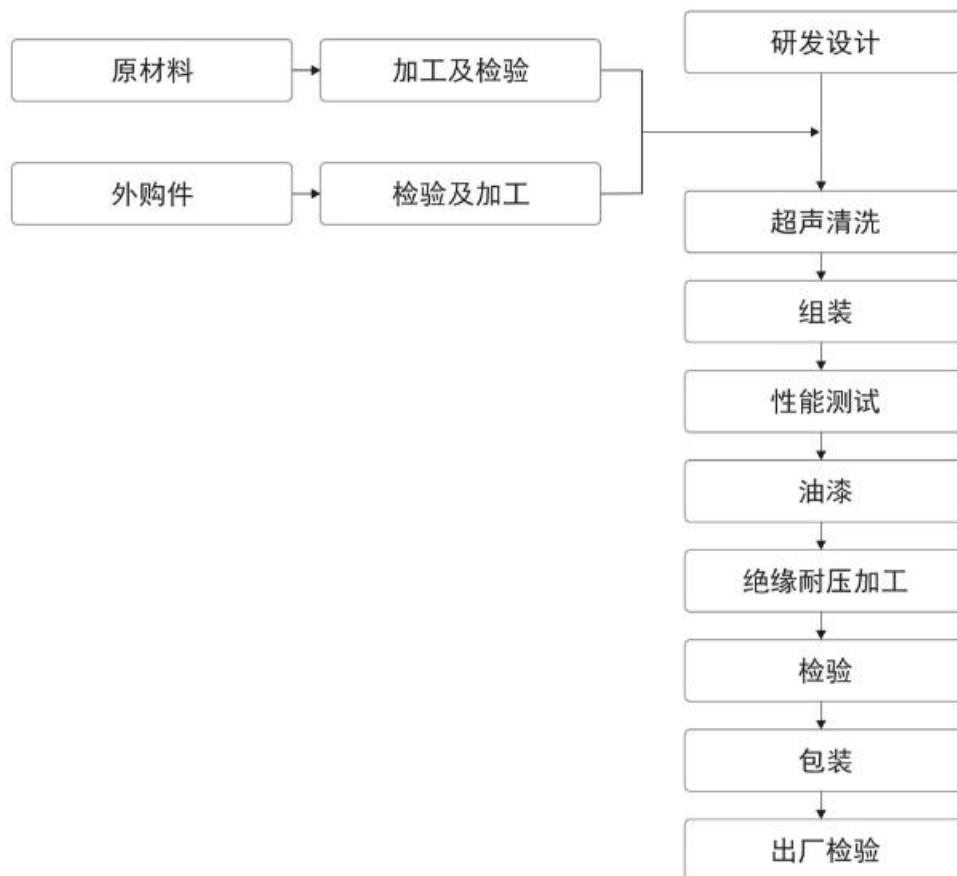 研发设计
原材料
加工及检验
外购件
检验及加工
超声清洗
组装
性能测试
油漆
绝缘耐压加工
检验
包装
出厂检验